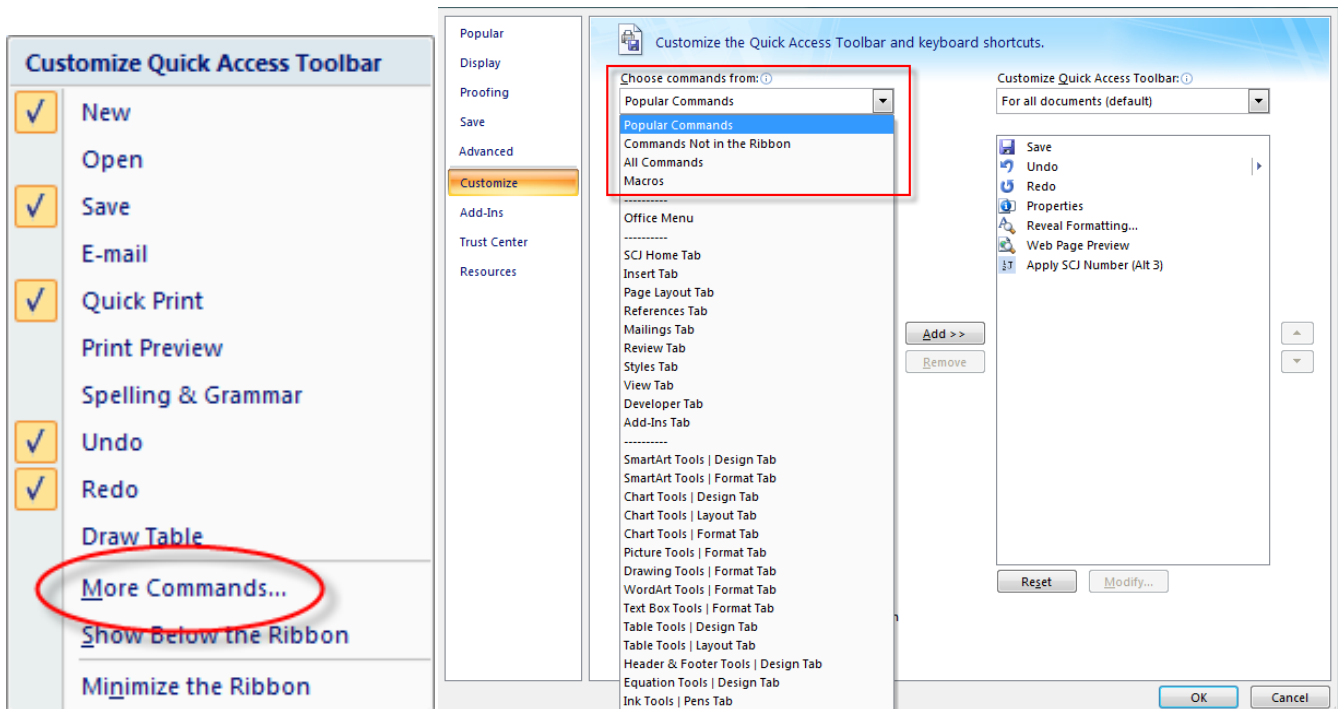 Customize Quick Access Toolbar
New
Open
Save
E-mail
Quick Print
Print Preview
Spelling & Grammar
Undo
Redo
Draw Table
More Commands...
Show Below the Ribbon
Minimize the Ribbon
Popular
Display
Proofing
Save
Advanced
Customize
Add-Ins
Trust Center
Resources
Customize the Quick Access Toolbar and keyboard shortcuts.
Choose commands from:
Popular Commands
Popular Commands
Commands Not in the Ribbon
All Commands
Macros
----------
Office Menu
----------
SCJ Home Tab
Insert Tab
Page Layout Tab
References Tab
Mailings Tab
Review Tab
Styles Tab
View Tab
Developer Tab
Add-Ins Tab
----------
SmartArt Tools | Design Tab
SmartArt Tools | Format Tab
Chart Tools | Design Tab
Chart Tools | Layout Tab
Chart Tools | Format Tab
Picture Tools | Format Tab
Drawing Tools | Format Tab
WordArt Tools | Format Tab
Text Box Tools | Format Tab
Table Tools | Design Tab
Table Tools | Layout Tab
Header & Footer Tools | Design Tab
Equation Tools | Design Tab
Ink Tools | Pens Tab
Add >>
Remove
Customize Quick Access Toolbar:
For all documents (default)
Save
Undo
Redo
Properties
Reveal Formatting...
Web Page Preview
Apply SCJ Number (Alt 3)
Reset
Modify...
OK
Cancel